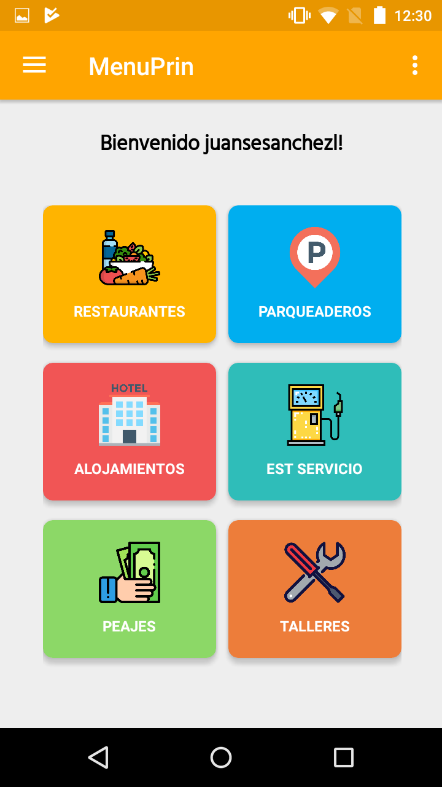 12:30
MenuPrin
Bienvenido juansesanchezl!
RESTAURANTES
P
PARQUEADEROS
HOTEL
ALOJAMIENTOS
EST SERVICIO
PEAJES
TALLERES